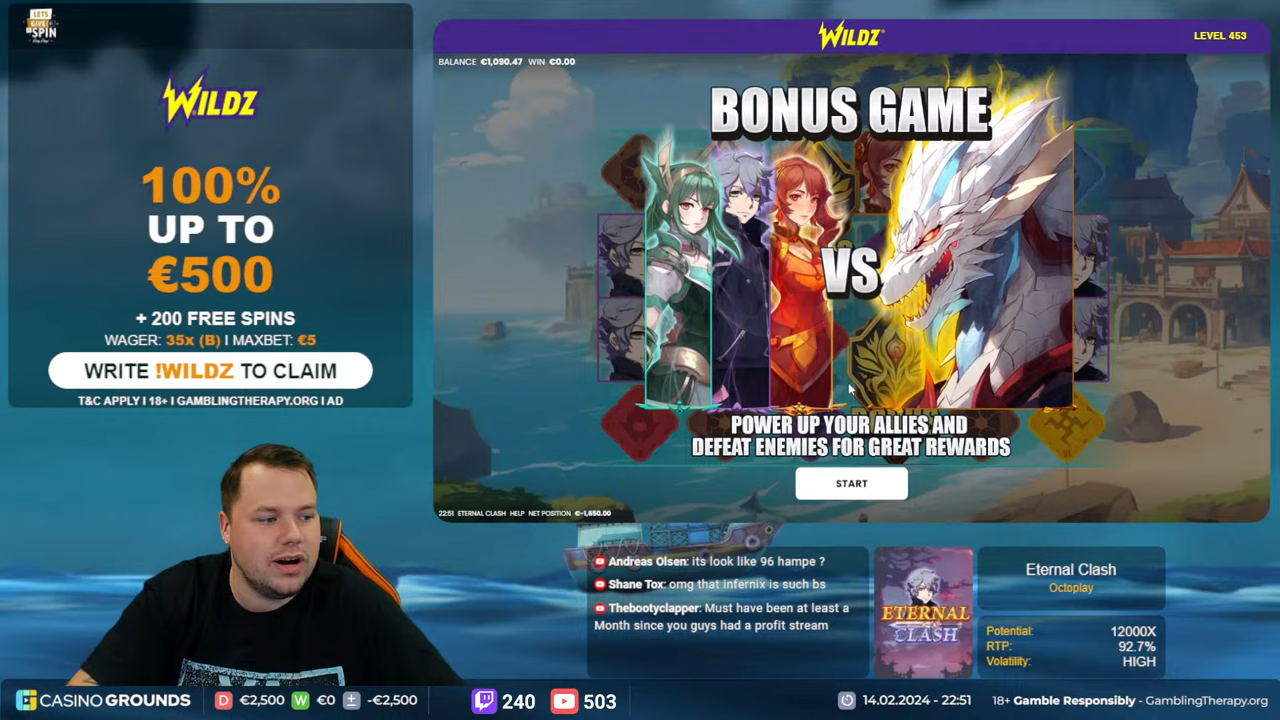 LETS
GIVE IT
SPIN
WILDZ
100%
UP TO
€500
+ 200 FREE SPINS
WAGER: 35x (B) I MAXBET: €5
WRITE !WILDZ TO CLAIM
T&C APPLY I 18+ I GAMBLINGTHERAPY.ORG I AD
WILDZ
LEVEL 453
BALANCE €1,090.47 WIN €0.00
BONUS GAME
VS
POWER UP YOUR ALLIES AND
DEFEAT ENEMIES FOR GREAT REWARDS
START
22:51 ETERNAL CLASH HELP NET POSITION €-1,650.00
Andreas Olsen: its look like 96 hampe ?
Shane Tox: omg that infernix is such bs
Thebootyclapper: Must have been at least a
Month since you guys had a profit stream
ETERNAL
CLASH
Eternal Clash
Octoplay
Potential: 12000X
RTP: 92.7%
Volatility: HIGH
CASINOGROUNDS D €2,500 W €0 ± -€2,500 240 503 14.02.2024 - 22:51 18+ Gamble Responsibly - GamblingTherapy.org